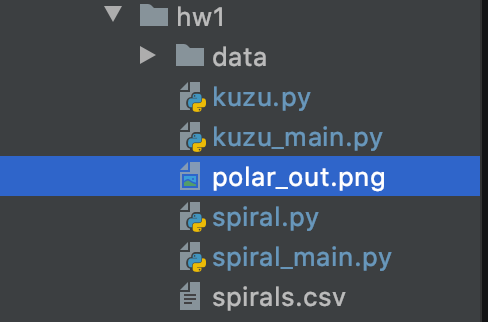 hw1
data
kuzu.py
kuzu_main.py
polar_out.png
spiral.py
spiral_main.py
spirals.csv